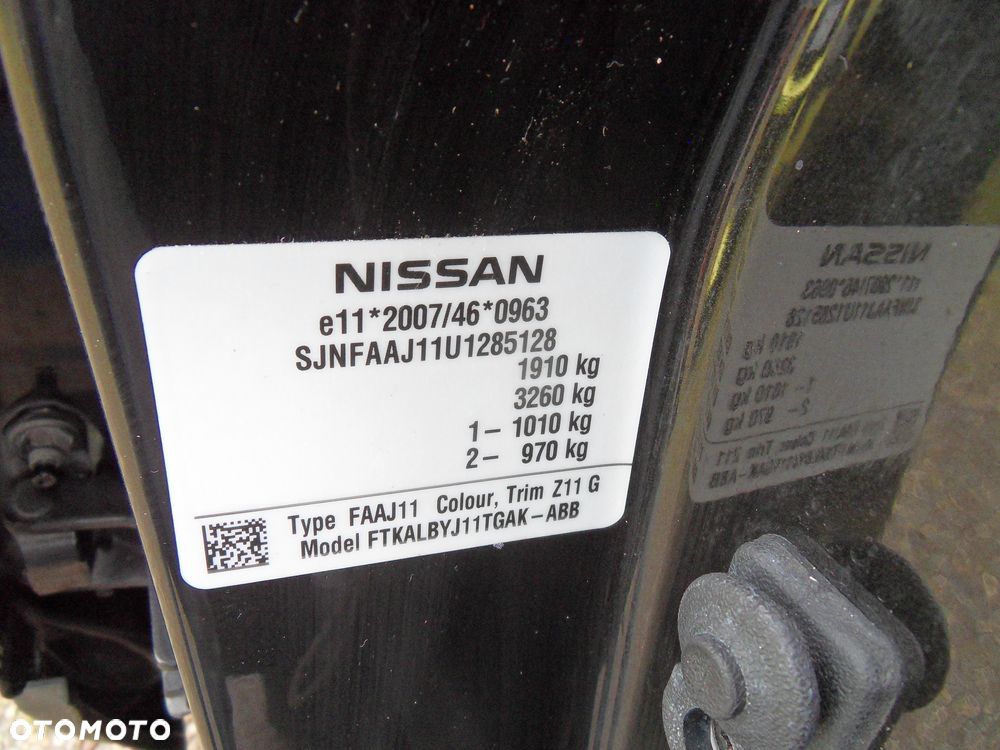 NISSAN
e11*2007/46*0963
SJNFAAJ11U1285128
1910 kg
3260 kg
1– 1010 kg
2– 970 kg
Type FAAJ11 Colour, Trim Z11 G
Model FTKALBYJ11TGAK–ABB
OTOMOTO